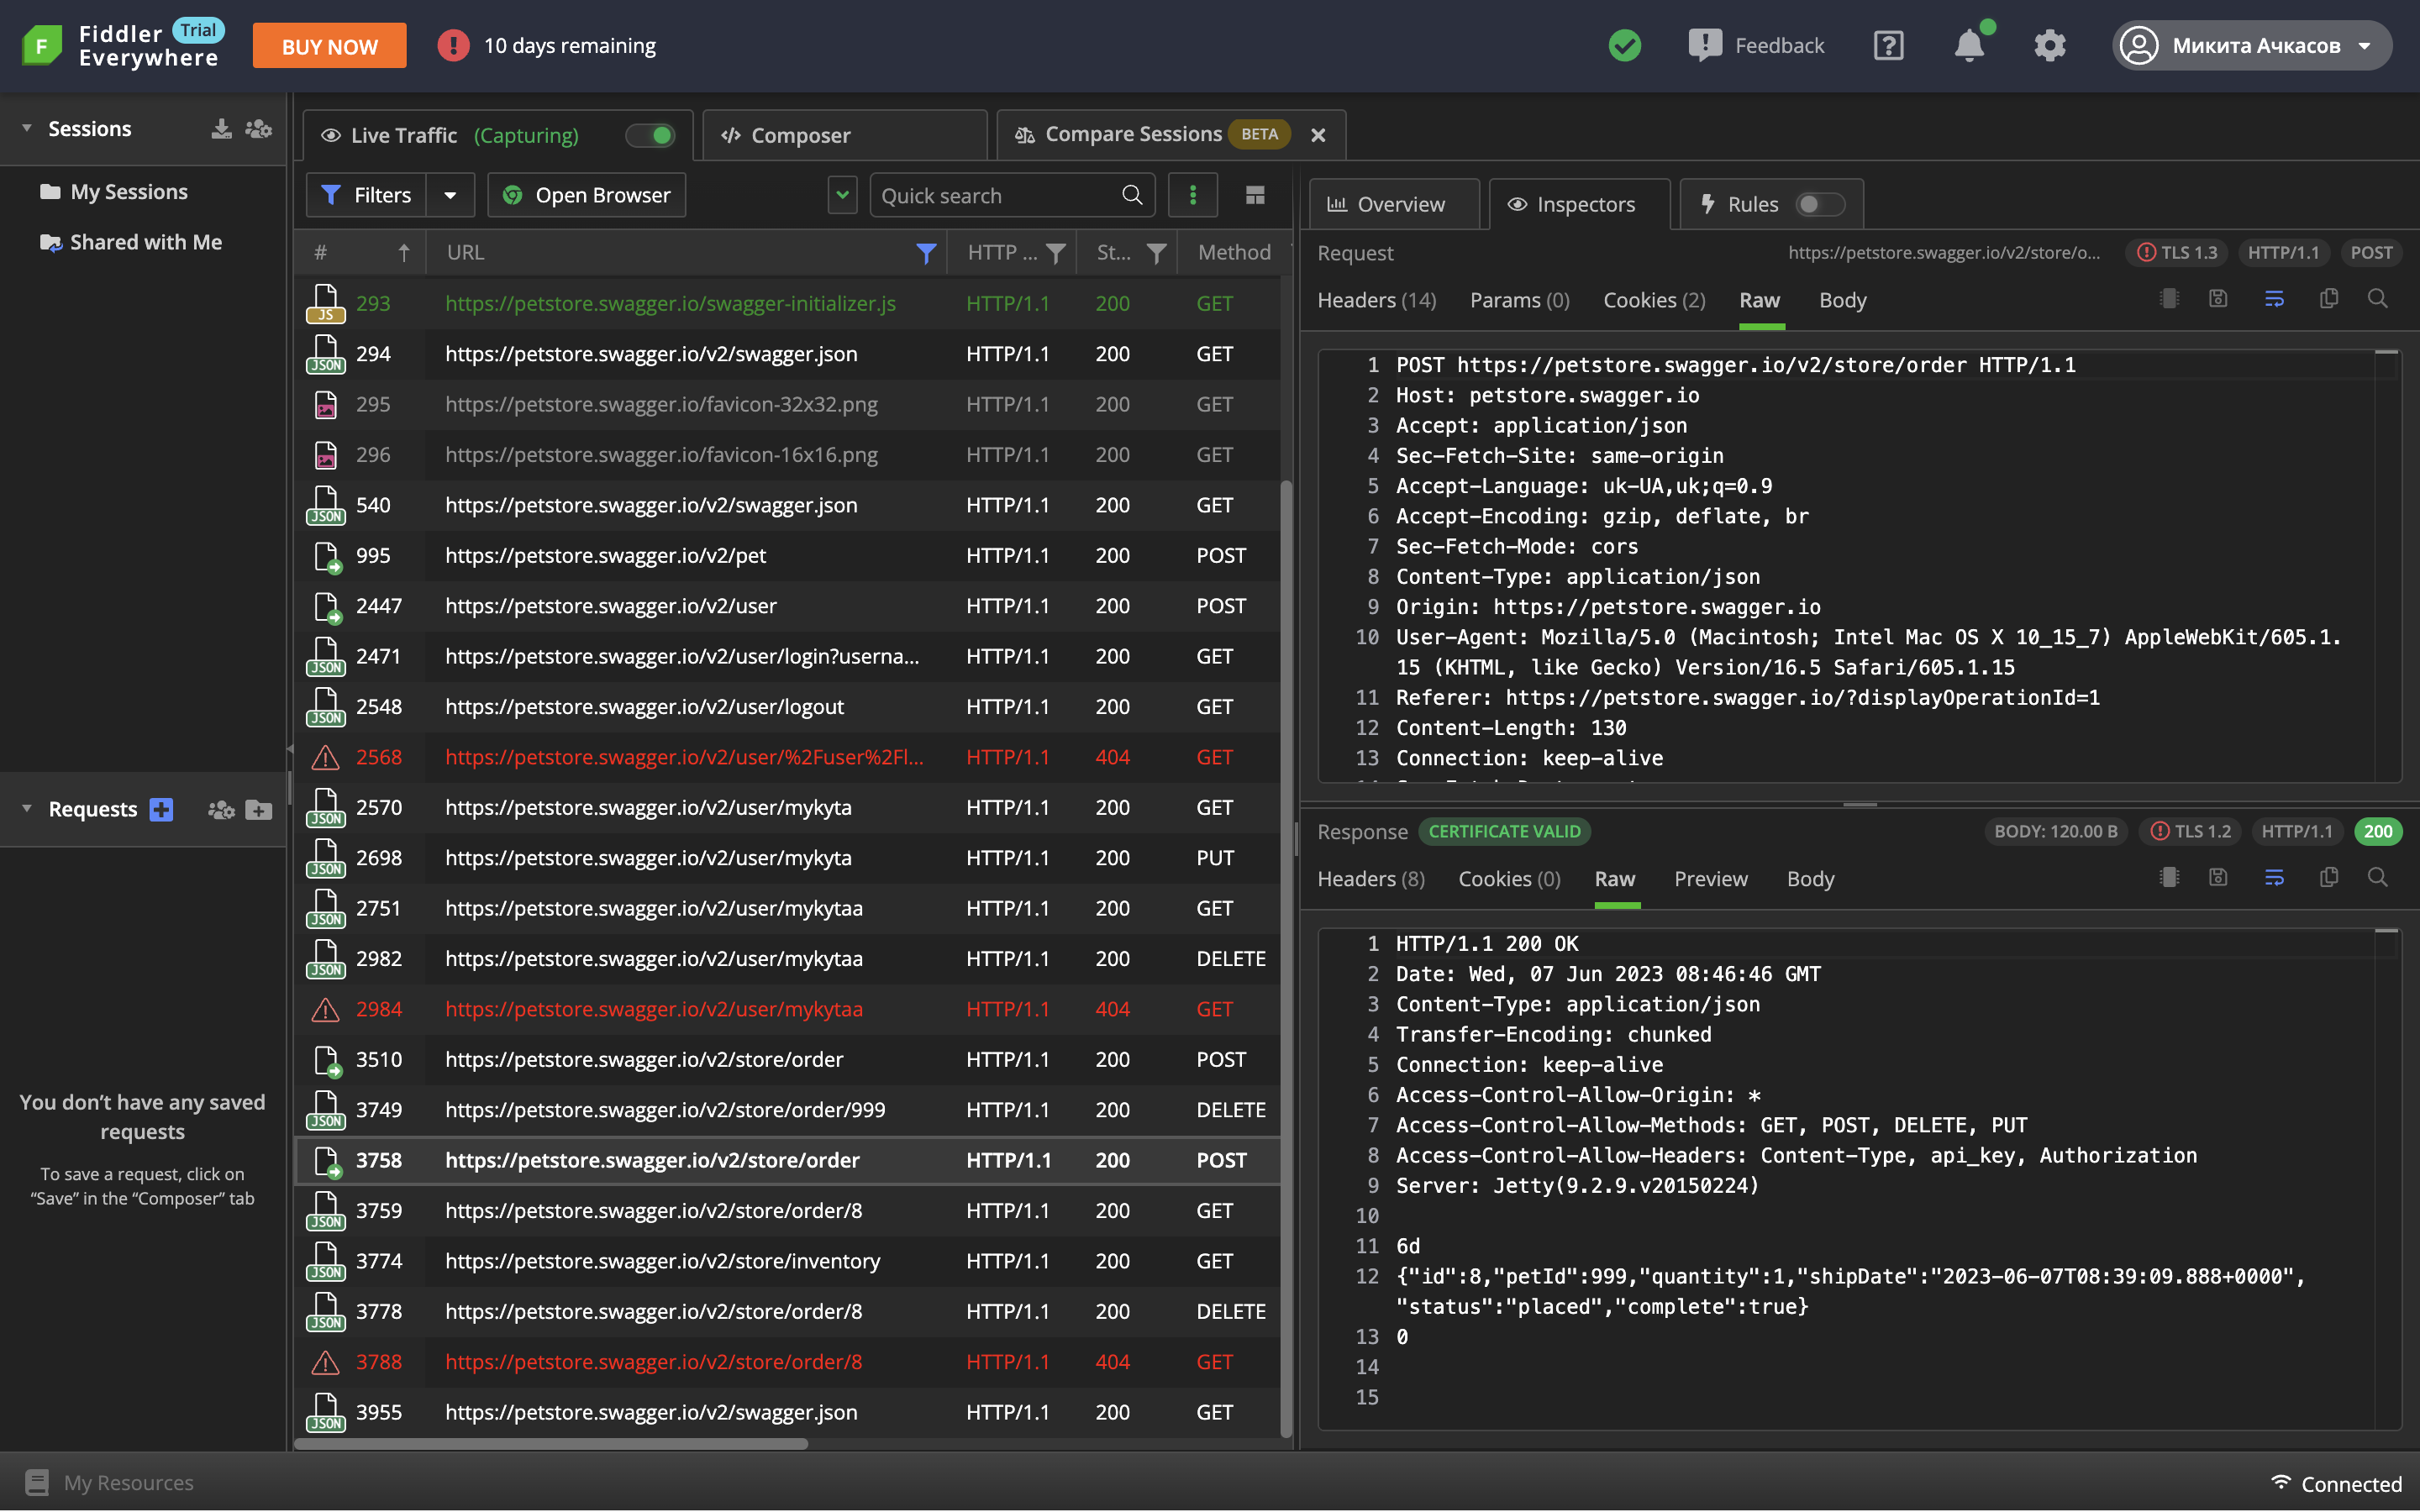 Fiddler Everywhere Trial
BUY NOW
10 days remaining
Feedback
Микита Ачкасов
Sessions
My Sessions
Shared with Me
Requests
You don’t have any saved
requests
To save a request, click on
“Save” in the “Composer” tab
Live Traffic (Capturing)
Composer
Compare Sessions BETA
Filters
Open Browser
Quick search
# URL HTTP ... St... Method
JS 293 https://petstore.swagger.io/swagger-initializer.js HTTP/1.1 200 GET
JSON 294 https://petstore.swagger.io/v2/swagger.json HTTP/1.1 200 GET
295 https://petstore.swagger.io/favicon-32x32.png HTTP/1.1 200 GET
296 https://petstore.swagger.io/favicon-16x16.png HTTP/1.1 200 GET
JSON 540 https://petstore.swagger.io/v2/swagger.json HTTP/1.1 200 GET
995 https://petstore.swagger.io/v2/pet HTTP/1.1 200 POST
2447 https://petstore.swagger.io/v2/user HTTP/1.1 200 POST
JSON 2471 https://petstore.swagger.io/v2/user/login?userna... HTTP/1.1 200 GET
JSON 2548 https://petstore.swagger.io/v2/user/logout HTTP/1.1 200 GET
2568 https://petstore.swagger.io/v2/user/%2Fuser%2Fl... HTTP/1.1 404 GET
JSON 2570 https://petstore.swagger.io/v2/user/mykyta HTTP/1.1 200 GET
JSON 2698 https://petstore.swagger.io/v2/user/mykyta HTTP/1.1 200 PUT
JSON 2751 https://petstore.swagger.io/v2/user/mykytaa HTTP/1.1 200 GET
JSON 2982 https://petstore.swagger.io/v2/user/mykytaa HTTP/1.1 200 DELETE
2984 https://petstore.swagger.io/v2/user/mykytaa HTTP/1.1 404 GET
3510 https://petstore.swagger.io/v2/store/order HTTP/1.1 200 POST
JSON 3749 https://petstore.swagger.io/v2/store/order/999 HTTP/1.1 200 DELETE
3758 https://petstore.swagger.io/v2/store/order HTTP/1.1 200 POST
JSON 3759 https://petstore.swagger.io/v2/store/order/8 HTTP/1.1 200 GET
JSON 3774 https://petstore.swagger.io/v2/store/inventory HTTP/1.1 200 GET
JSON 3778 https://petstore.swagger.io/v2/store/order/8 HTTP/1.1 200 DELETE
3788 https://petstore.swagger.io/v2/store/order/8 HTTP/1.1 404 GET
JSON 3955 https://petstore.swagger.io/v2/swagger.json HTTP/1.1 200 GET
Overview
Inspectors
Rules
Request https://petstore.swagger.io/v2/store/o... TLS 1.3 HTTP/1.1 POST
Headers (14) Params (0) Cookies (2) Raw Body
1 POST https://petstore.swagger.io/v2/store/order HTTP/1.1
2 Host: petstore.swagger.io
3 Accept: application/json
4 Sec-Fetch-Site: same-origin
5 Accept-Language: uk-UA,uk;q=0.9
6 Accept-Encoding: gzip, deflate, br
7 Sec-Fetch-Mode: cors
8 Content-Type: application/json
9 Origin: https://petstore.swagger.io
10 User-Agent: Mozilla/5.0 (Macintosh; Intel Mac OS X 10_15_7) AppleWebKit/605.1.
15 (KHTML, like Gecko) Version/16.5 Safari/605.1.15
11 Referer: https://petstore.swagger.io/?displayOperationId=1
12 Content-Length: 130
13 Connection: keep-alive
Response CERTIFICATE VALID BODY: 120.00 B TLS 1.2 HTTP/1.1 200
Headers (8) Cookies (0) Raw Preview Body
1 HTTP/1.1 200 OK
2 Date: Wed, 07 Jun 2023 08:46:46 GMT
3 Content-Type: application/json
4 Transfer-Encoding: chunked
5 Connection: keep-alive
6 Access-Control-Allow-Origin: *
7 Access-Control-Allow-Methods: GET, POST, DELETE, PUT
8 Access-Control-Allow-Headers: Content-Type, api_key, Authorization
9 Server: Jetty(9.2.9.v20150224)
10
11 6d
12 {"id":8,"petId":999,"quantity":1,"shipDate":"2023-06-07T08:39:09.888+0000",
"status":"placed","complete":true}
13 0
14
15
My Resources
Connected